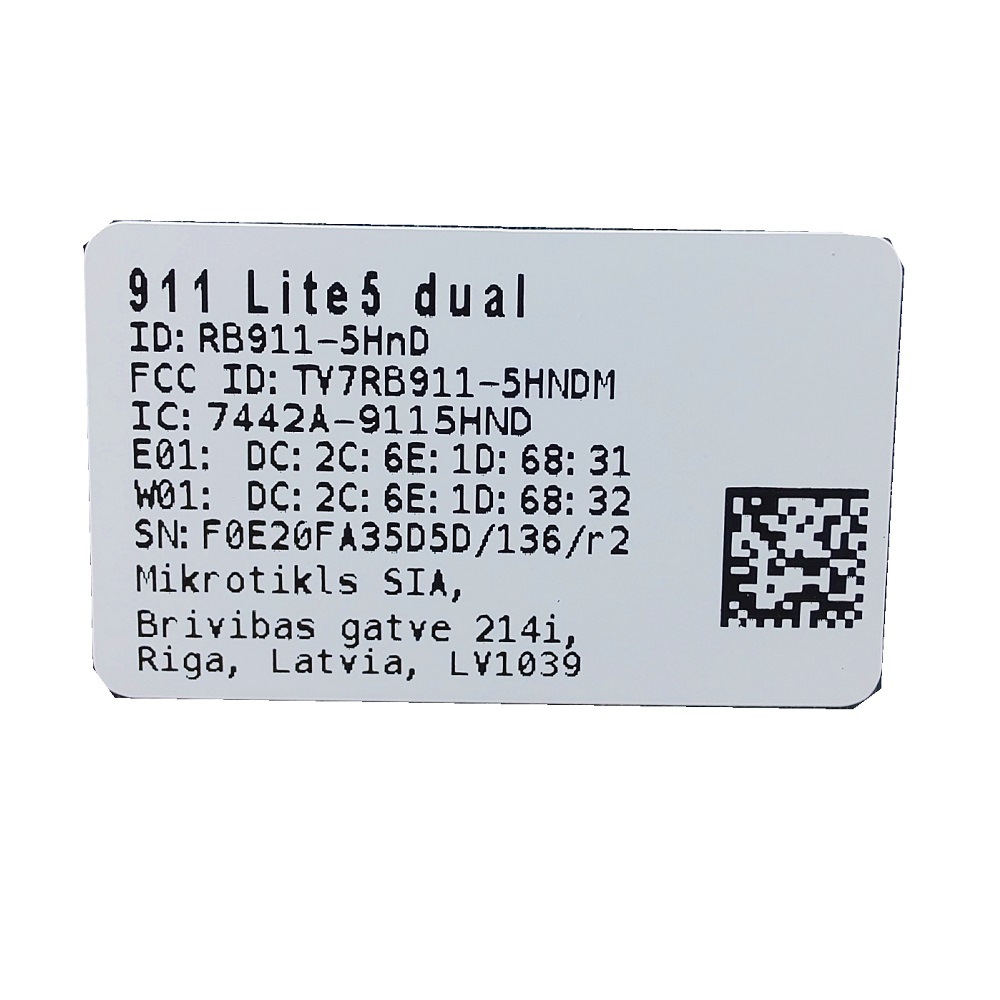 911 Lite5 dual
ID: RB911-5HnD
FCC ID: TV7RB911-5HNDM
IC: 7442A-9115HND
E01: DC:2C:6E:1D:68:31
W01: DC:2C:6E:1D:68:32
SN: F0E20FA35D5D/136/r2
Mikrotikls SIA,
Brivibas gatve 214i,
Riga, Latvia, LV1039